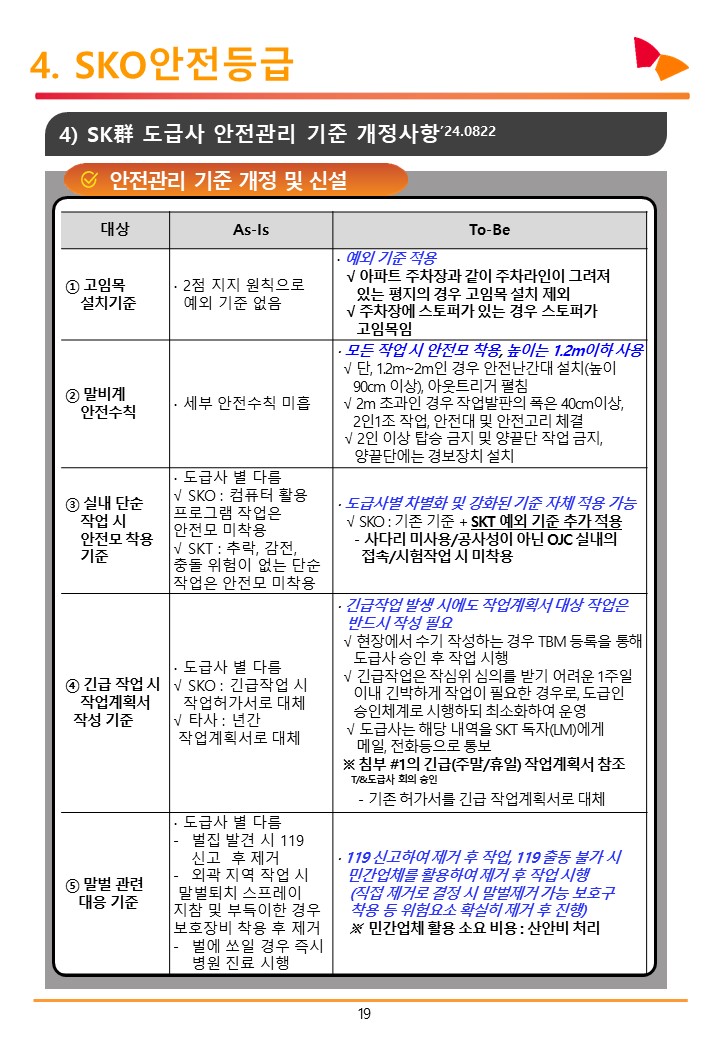 4. SKO안전등급
4) SK群 도급사 안전관리 기준 개정사항'24.0822
안전관리 기준 개정 및 신설
대상
As-Is
To-Be
① 고임목
설치기준
· 2점 지지 원칙으로
예외 기준 없음
· 예외 기준 적용
√ 아파트 주차장과 같이 주차라인이 그려져
있는 평지의 경우 고임목 설치 제외
√ 주차장에 스토퍼가 있는 경우 스토퍼가
고임목임
② 말비계
안전수칙
· 세부 안전수칙 미흡
· 모든 작업 시 안전모 착용, 높이는 1.2m이하 사용
√ 단, 1.2m~2m인 경우 안전난간대 설치(높이
90cm 이상), 아웃트리거 펼침
√ 2m 초과인 경우 작업발판의 폭은 40cm이상,
2인1조 작업, 안전대 및 안전고리 체결
√ 2인 이상 탑승 금지 및 양끝단 작업 금지,
양끝단에는 경보장치 설치
③ 실내 단순
작업 시
안전모 착용
기준
· 도급사 별 다름
√ SKO : 컴퓨터 활용
프로그램 작업은
안전모 미착용
√ SKT : 추락, 감전,
충돌 위험이 없는 단순
작업은 안전모 미착용
· 도급사별 차별화 및 강화된 기준 자체 적용 가능
√ SKO : 기존 기준 + SKT 예외 기준 추가 적용
- 사다리 미사용/공사성이 아닌 OJC 실내의
접속/시험작업 시 미착용
④ 긴급 작업 시
작업계획서
작성 기준
· 도급사 별 다름
√ SKO : 긴급작업 시
작업허가서로 대체
√ 타사 : 년간
작업계획서로 대체
· 긴급작업 발생 시에도 작업계획서 대상 작업은
반드시 작성 필요
√ 현장에서 수기 작성하는 경우 TBM 등록을 통해
도급사 승인 후 작업 시행
√ 긴급작업은 작심위 심의를 받기 어려운 1주일
이내 긴박하게 작업이 필요한 경우로, 도급인
승인체계로 시행하되 최소화하여 운영
√ 도급사는 해당 내역을 SKT 독자(LM)에게
메일, 전화등으로 통보
※ 첨부 #1의 긴급(주말/휴일) 작업계획서 참조
T/&도급사 회의 승인
- 기존 허가서를 긴급 작업계획서로 대체
⑤ 말벌 관련
대응 기준
· 도급사 별 다름
- 벌집 발견 시 119
신고 후 제거
- 외곽 지역 작업 시
말벌퇴치 스프레이
지참 및 부득이한 경우
보호장비 착용 후 제거
- 벌에 쏘일 경우 즉시
병원 진료 시행
· 119 신고하여 제거 후 작업, 119 출동 불가 시
민간업체를 활용하여 제거 후 작업 시행
(직접 제거로 결정 시 말벌제거 가능 보호구
착용 등 위험요소 확실히 제거 후 진행)
※ 민간업체 활용 소요 비용 : 산안비 처리
19